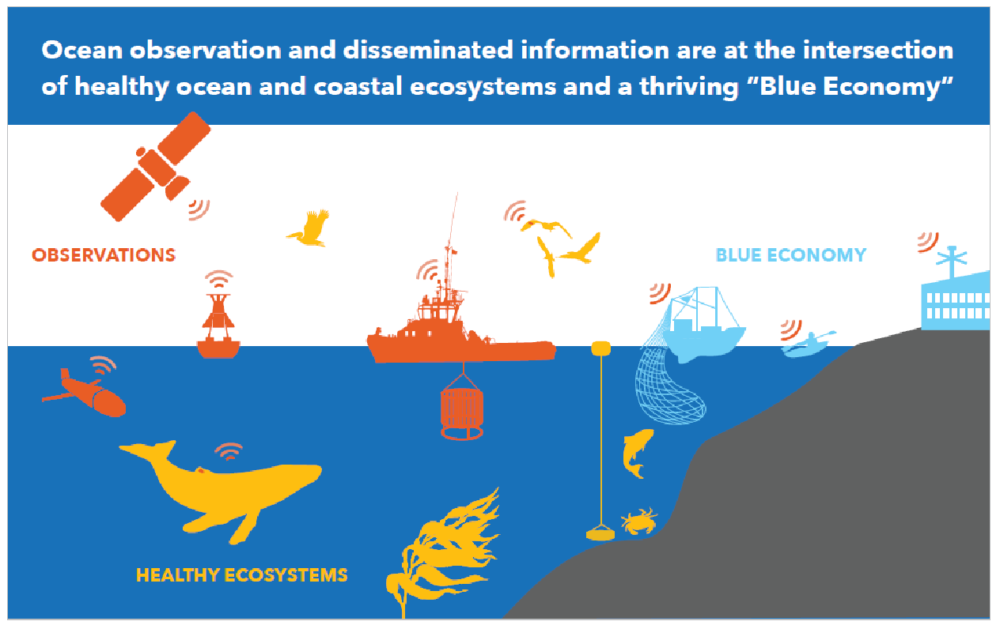 Ocean observation and disseminated information are at the intersection
of healthy ocean and coastal ecosystems and a thriving “Blue Economy”
OBSERVATIONS
BLUE ECONOMY
HEALTHY ECOSYSTEMS